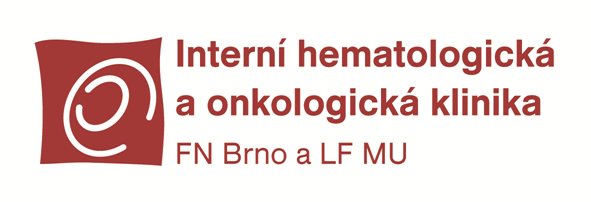 Interní hematologická
a onkologická klinika
FN Brno a LF MU